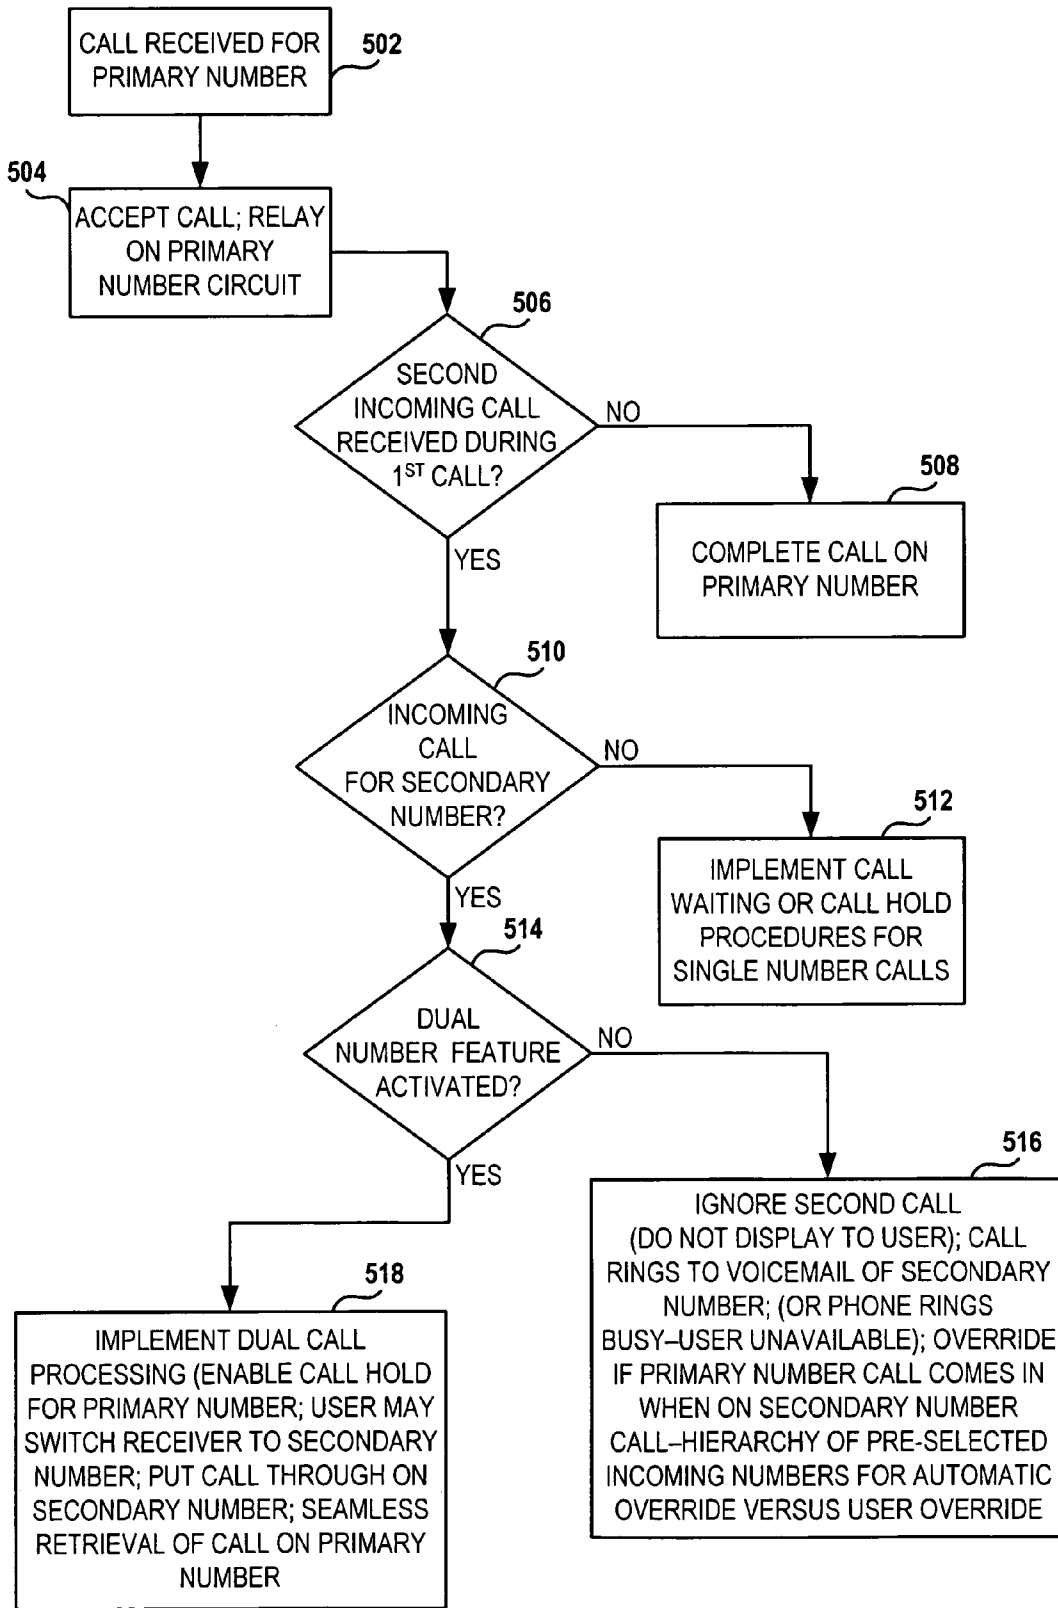 CALL RECEIVED FOR
PRIMARY NUMBER
502
504
ACCEPT CALL; RELAY
ON PRIMARY
NUMBER CIRCUIT
506
SECOND
INCOMING CALL
RECEIVED DURING
1ST CALL?
NO
508
COMPLETE CALL ON
PRIMARY NUMBER
YES
510
INCOMING
CALL
FOR SECONDARY
NUMBER?
NO
512
IMPLEMENT CALL
WAITING OR CALL HOLD
PROCEDURES FOR
SINGLE NUMBER CALLS
YES
514
DUAL
NUMBER FEATURE
ACTIVATED?
NO
516
IGNORE SECOND CALL
(DO NOT DISPLAY TO USER); CALL
RINGS TO VOICEMAIL OF SECONDARY
NUMBER; (OR PHONE RINGS
BUSY–USER UNAVAILABLE); OVERRIDE
IF PRIMARY NUMBER CALL COMES IN
WHEN ON SECONDARY NUMBER
CALL–HIERARCHY OF PRE-SELECTED
INCOMING NUMBERS FOR AUTOMATIC
OVERRIDE VERSUS USER OVERRIDE
YES
518
IMPLEMENT DUAL CALL
PROCESSING (ENABLE CALL HOLD
FOR PRIMARY NUMBER; USER MAY
SWITCH RECEIVER TO SECONDARY
NUMBER; PUT CALL THROUGH ON
SECONDARY NUMBER; SEAMLESS
RETRIEVAL OF CALL ON PRIMARY
NUMBER